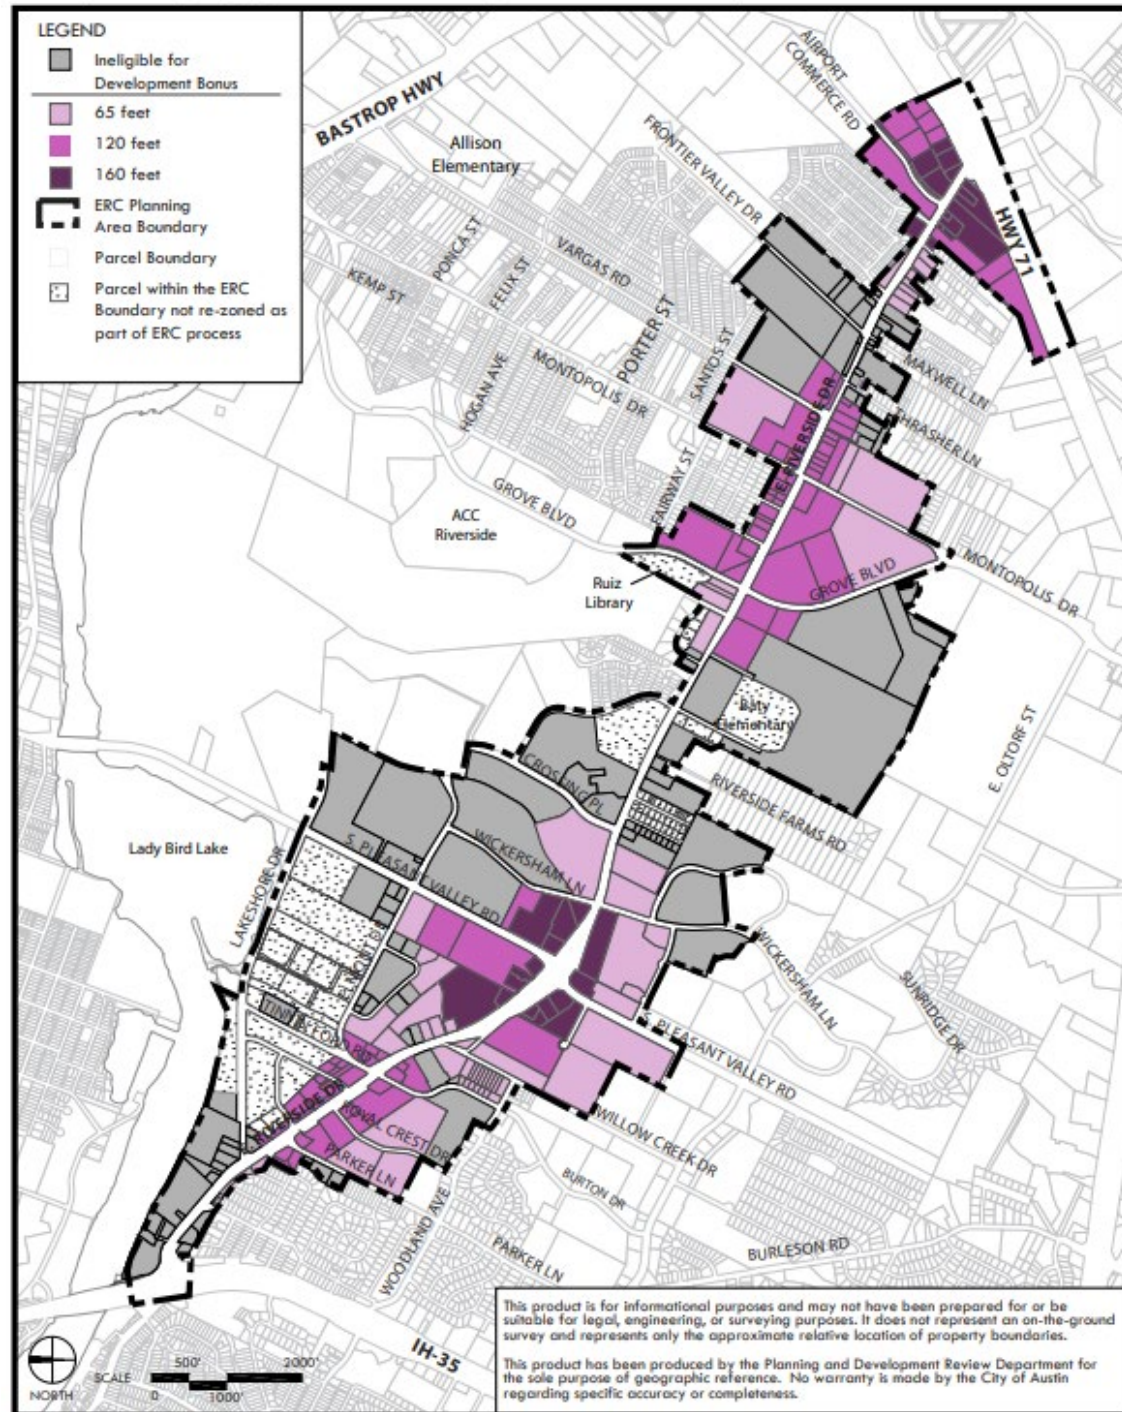 LEGEND
Ineligible for
Development Bonus
65 feet
120 feet
160 feet
ERC Planning
Area Boundary
Parcel Boundary
Parcel within the ERC
Boundary not re-zoned as
part of ERC process
AIRPORT
COMMERCE RD
BASTROP HWY
Allison
Elementary
FRONTIER VALLEY DR
HWY 71
PONCA ST
VARGAS RD
KEMP ST
FELIX ST
PORTER ST
SANTOS ST
MONTOPOLIS DR
HOGAN AVE
MAXWELL LN
THRASHER LN
E. RIVERSIDE DR
FAIRWAY ST
GROVE BLVD
ACC
Riverside
MONTOPOLIS DR
GROVE BLVD
Ruiz
Library
Baty
Elementary
E. OLTORF ST
CROSSING PL
RIVERSIDE FARMS RD
Lady Bird Lake
LAKESHORE DR
S. PLEASANT VALLEY RD
WICKERSHAM LN
ELMONT DR
WICKERSHAM LN
SUNRIDGE DR
TINNIN FORD RD
S. PLEASANT VALLEY RD
RIVERSIDE DR
ROYAL CREST DR
PARKER LN
WILLOW CREEK DR
BURTON DR
WOODLAND AVE
PARKER LN
BURLESON RD
IH-35
NORTH
SCALE
500'
2000'
0
1000'
This product is for informational purposes and may not have been prepared for or be
suitable for legal, engineering, or surveying purposes. It does not represent an on-the-ground
survey and represents only the approximate relative location of property boundaries.
This product has been produced by the Planning and Development Review Department for
the sole purpose of geographic reference. No warranty is made by the City of Austin
regarding specific accuracy or completeness.